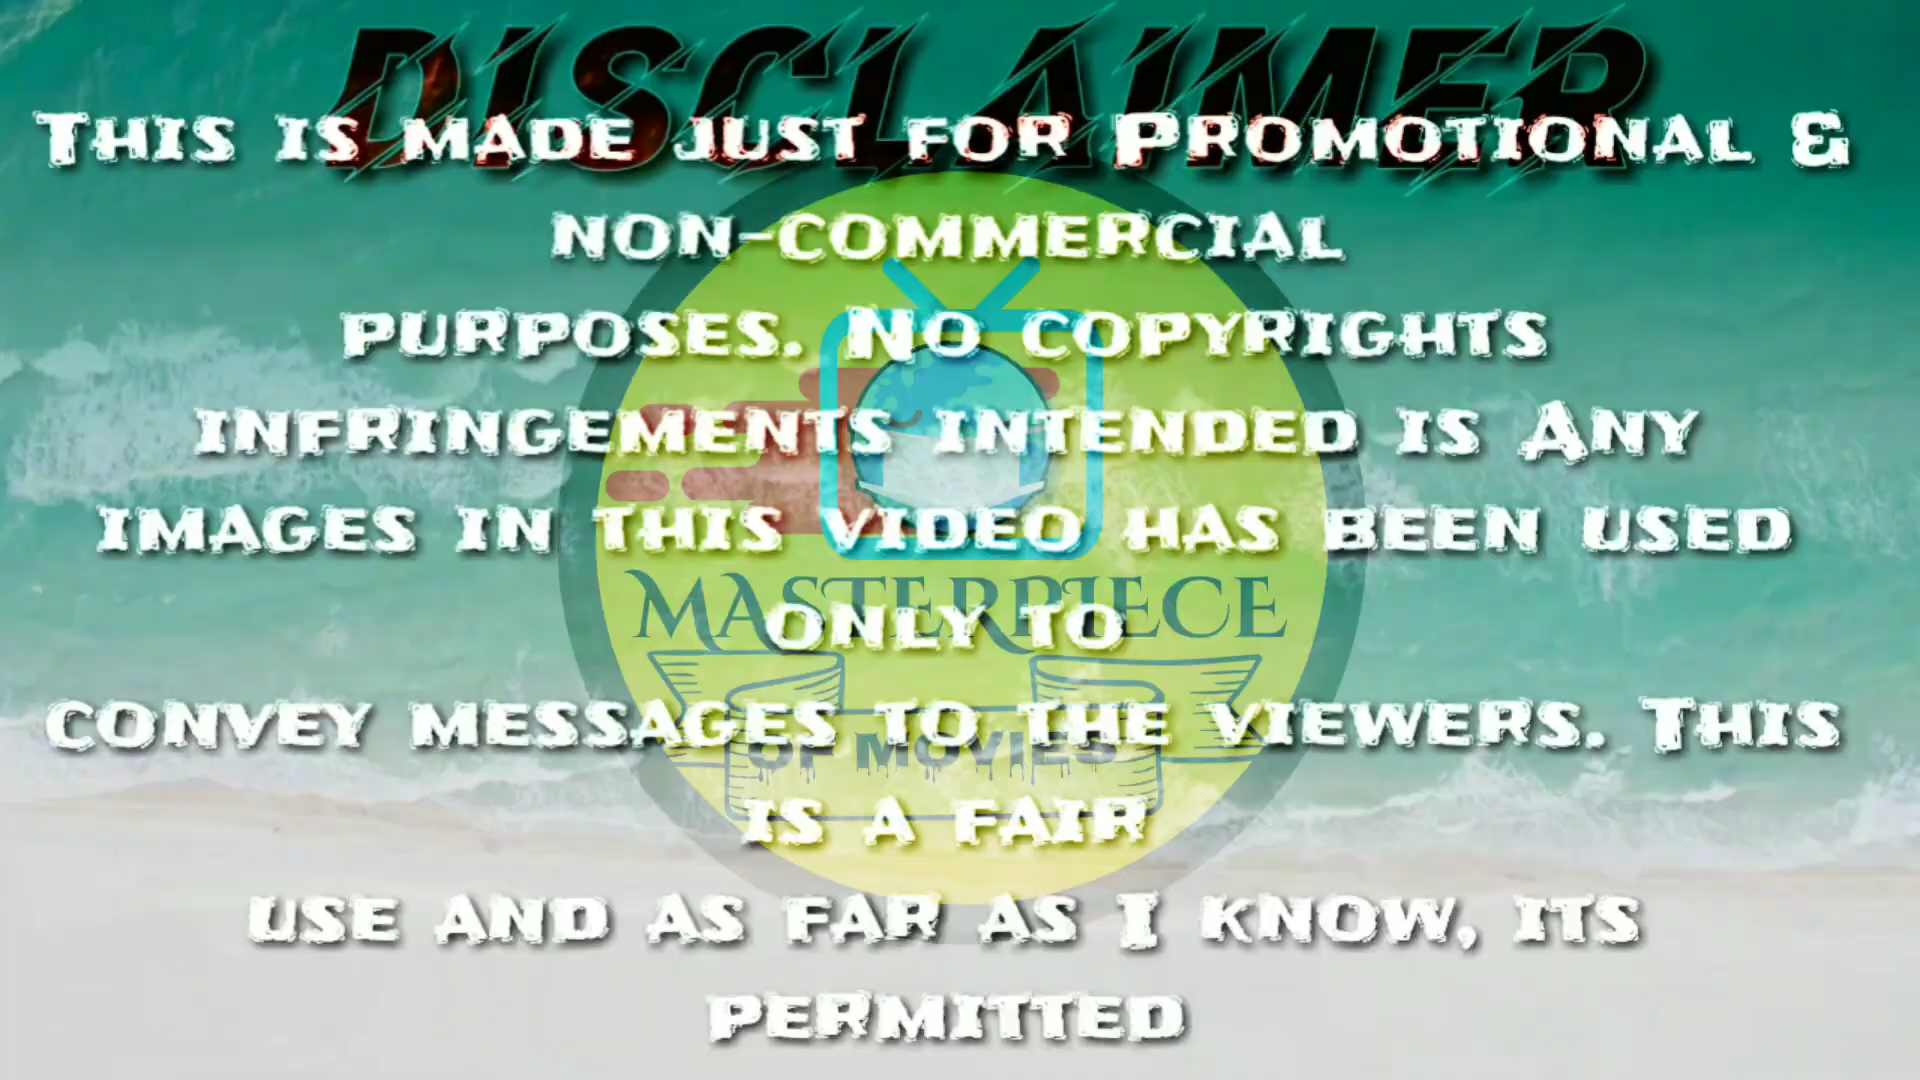 DISCLAIMER
This is made just for Promotional &
non-commercial
purposes. No copyrights
infringements intended is Any
images in this video has been used
only to
MASTERPIECE
convey messages to the viewers. This
OF MOVIES
is a fair
use and as far as I know, its
permitted